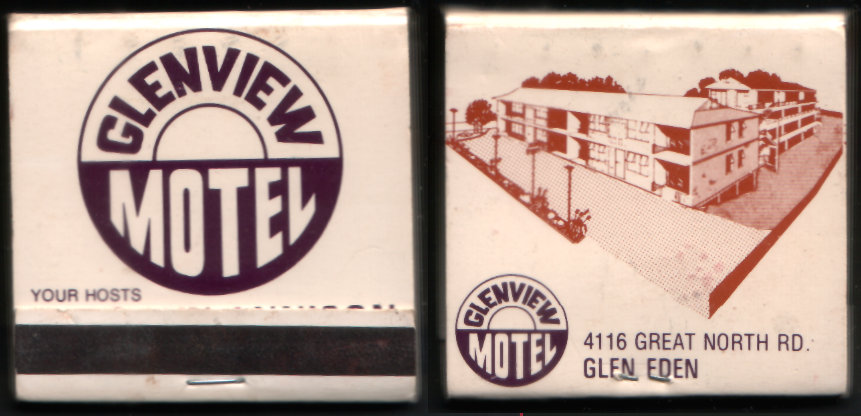 GLENVIEW
MOTEL
YOUR HOSTS
GLENVIEW
MOTEL
4116 GREAT NORTH RD.
GLEN EDEN